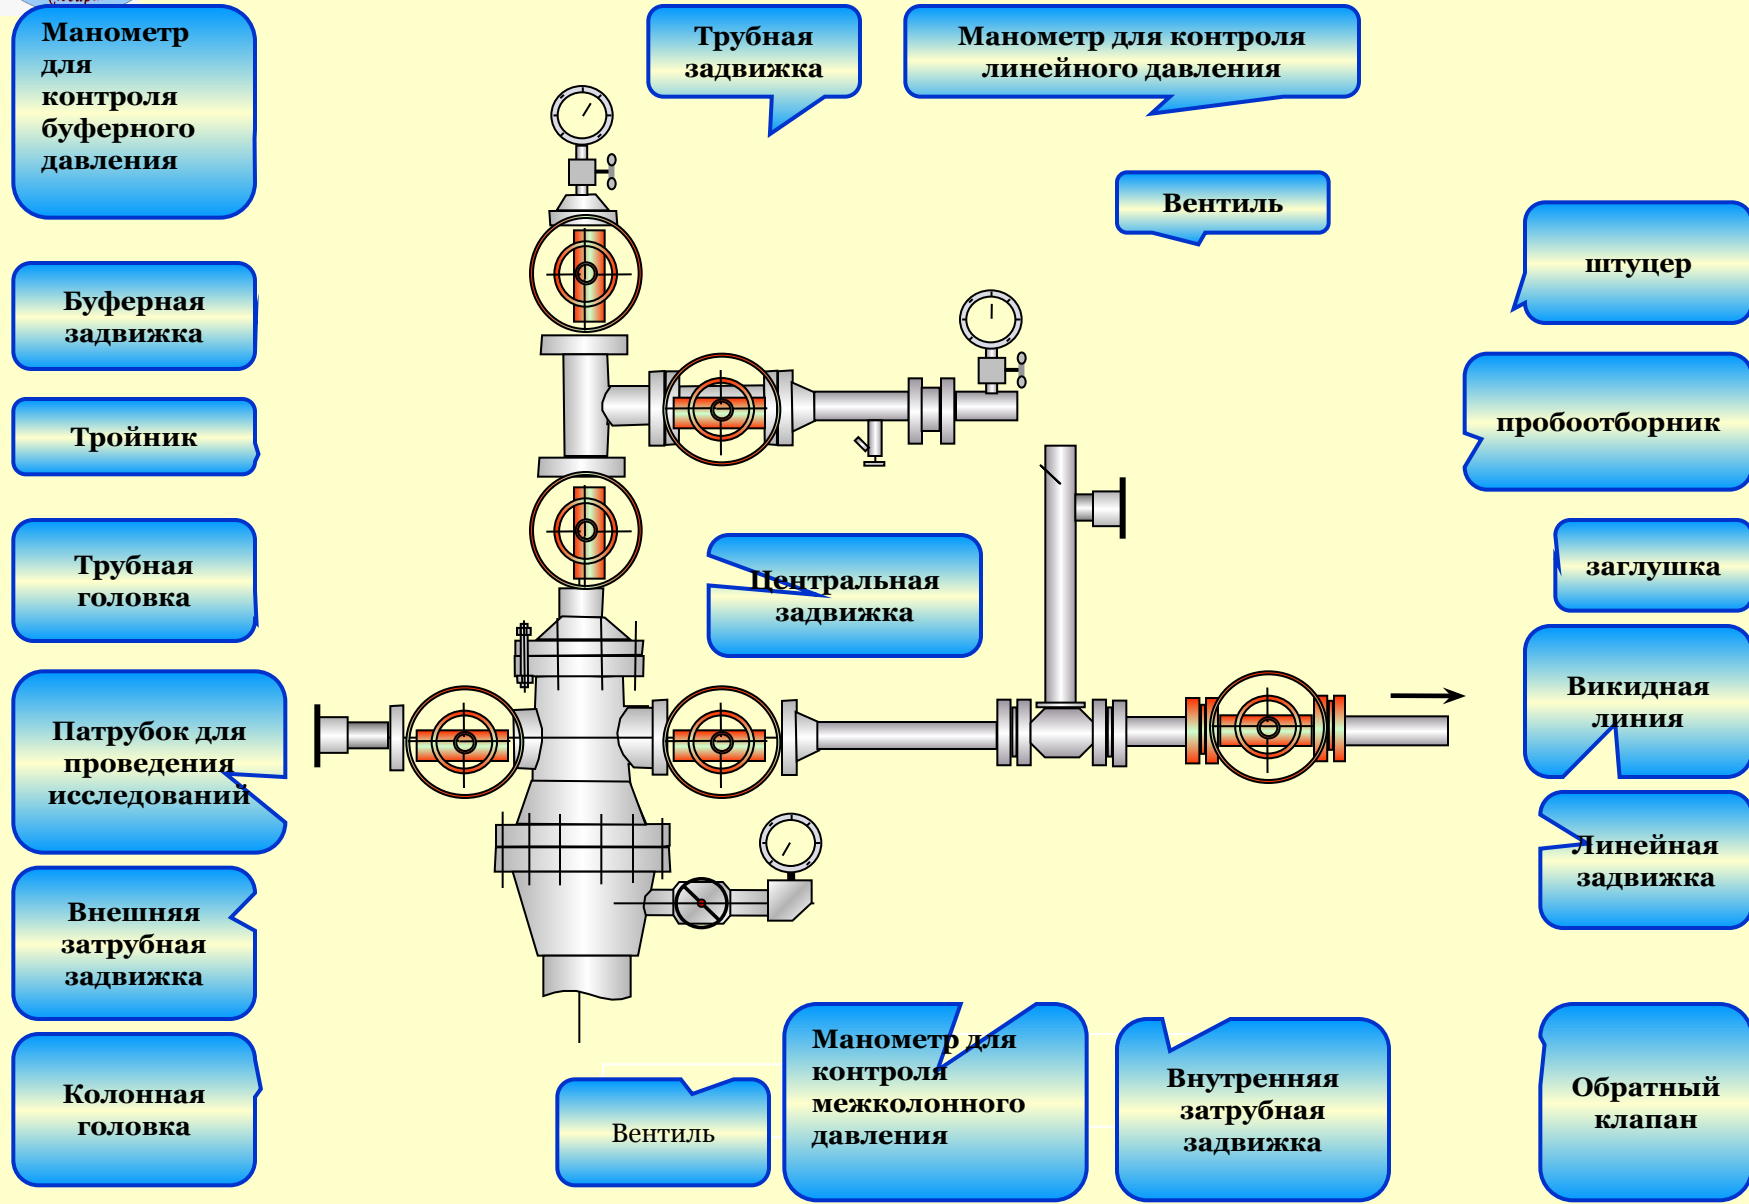 Манометр
для
контроля
буферного
давления
Трубная
задвижка
Манометр для контроля
линейного давления
Вентиль
штуцер
Буферная
задвижка
пробоотборник
Тройник
Трубная
головка
Центральная
задвижка
заглушка
Патрубок для
проведения
исследований
Викидная
линия
Линейная
задвижка
Внешняя
затрубная
задвижка
Колонная
головка
Вентиль
Манометр для
контроля
межколонного
давления
Внутренняя
затрубная
задвижка
Обратный
клапан